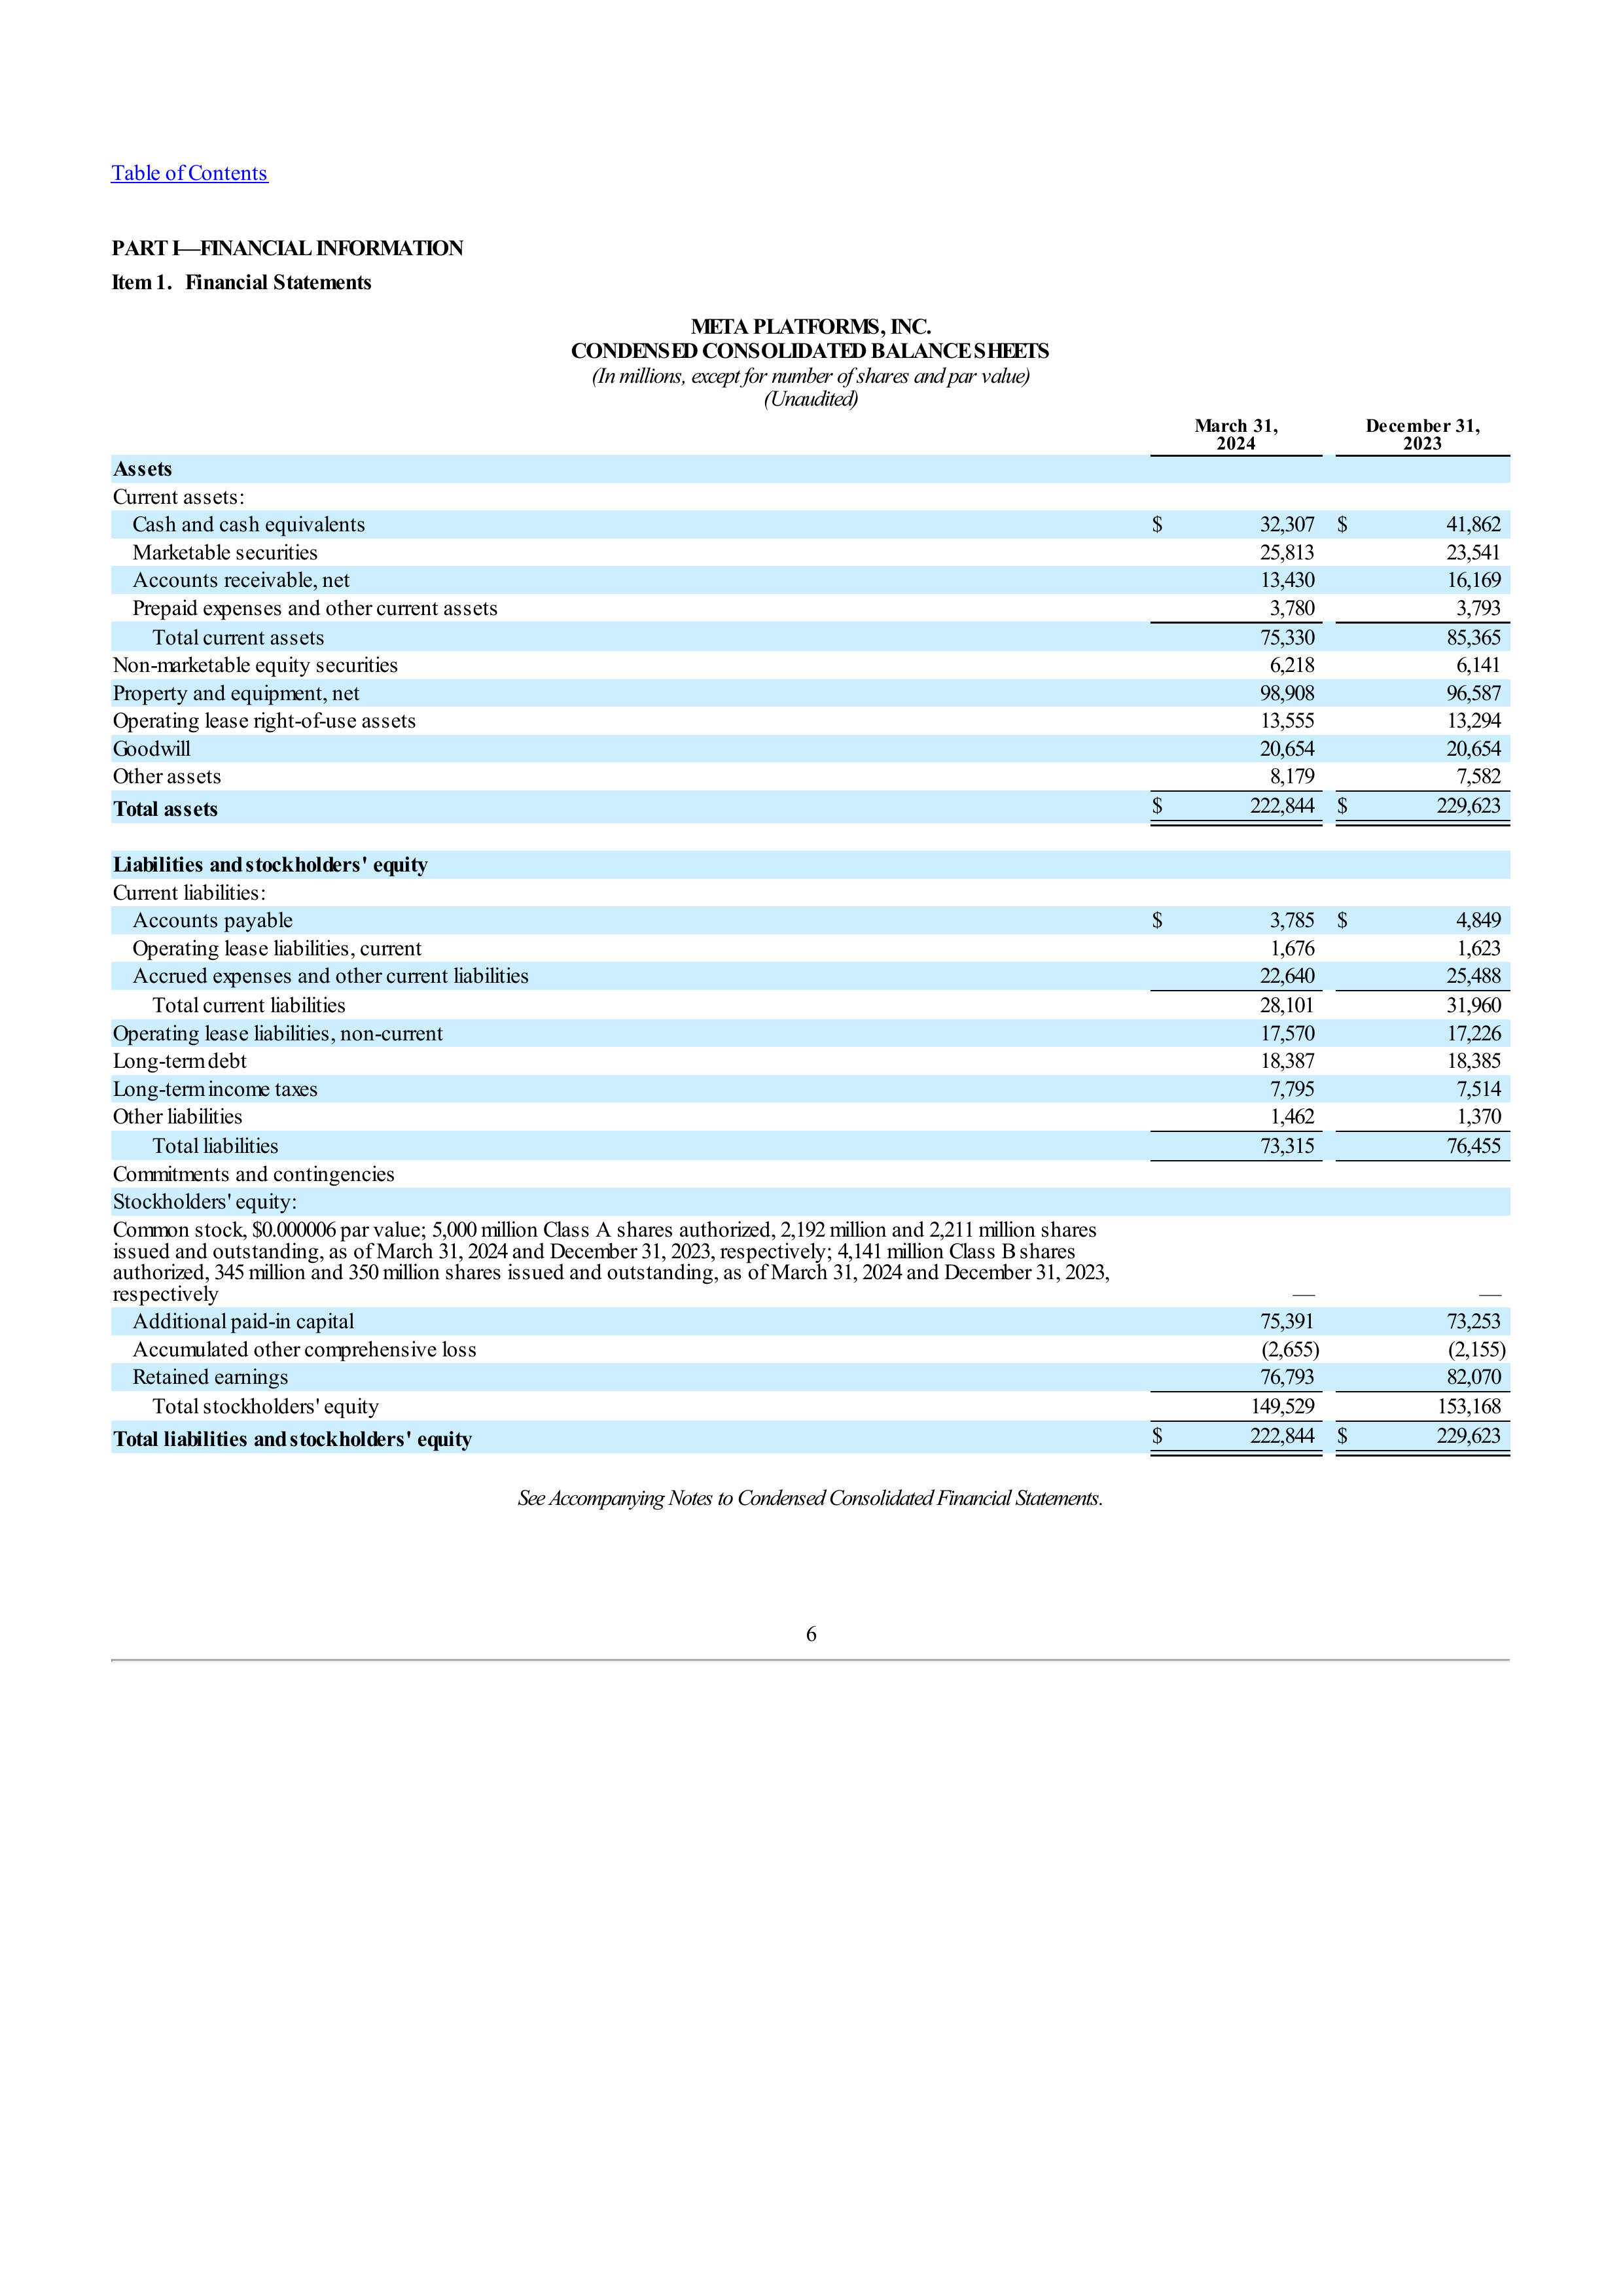 Table of Contents
PART I—FINANCIAL INFORMATION
Item 1. Financial Statements
META PLATFORMS, INC.
CONDENSED CONSOLIDATED BALANCE SHEETS
(In millions, except for number of shares and par value)
(Unaudited)
March 31, 2024 December 31, 2023
Assets
Current assets:
Cash and cash equivalents $ 32,307 $ 41,862
Marketable securities 25,813 23,541
Accounts receivable, net 13,430 16,169
Prepaid expenses and other current assets 3,780 3,793
Total current assets 75,330 85,365
Non-marketable equity securities 6,218 6,141
Property and equipment, net 98,908 96,587
Operating lease right-of-use assets 13,555 13,294
Goodwill 20,654 20,654
Other assets 8,179 7,582
Total assets $ 222,844 $ 229,623
Liabilities and stockholders' equity
Current liabilities:
Accounts payable $ 3,785 $ 4,849
Operating lease liabilities, current 1,676 1,623
Accrued expenses and other current liabilities 22,640 25,488
Total current liabilities 28,101 31,960
Operating lease liabilities, non-current 17,570 17,226
Long-term debt 18,387 18,385
Long-term income taxes 7,795 7,514
Other liabilities 1,462 1,370
Total liabilities 73,315 76,455
Commitments and contingencies
Stockholders' equity:
Common stock, $0.000006 par value; 5,000 million Class A shares authorized, 2,192 million and 2,211 million shares
issued and outstanding, as of March 31, 2024 and December 31, 2023, respectively; 4,141 million Class B shares
authorized, 345 million and 350 million shares issued and outstanding, as of March 31, 2024 and December 31, 2023,
respectively — —
Additional paid-in capital 75,391 73,253
Accumulated other comprehensive loss (2,655) (2,155)
Retained earnings 76,793 82,070
Total stockholders' equity 149,529 153,168
Total liabilities and stockholders' equity $ 222,844 $ 229,623
See Accompanying Notes to Condensed Consolidated Financial Statements.
6